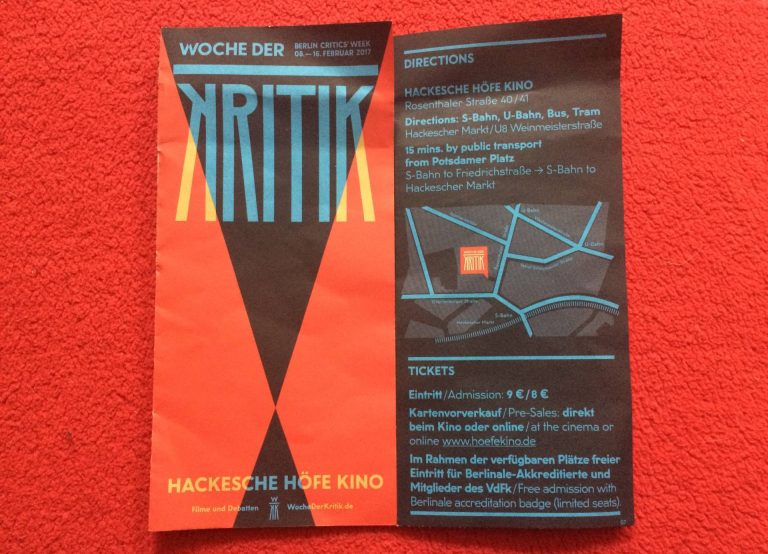 WOCHE DER
BERLIN CRITICS' WEEK
08.—16. FEBRUAR 2017
KRITIK
HACKESCHE HÖFE KINO
Filme und Debatten
W
WocheDerKritik.de
DIRECTIONS
HACKESCHE HÖFE KINO
Rosenthaler Straße 40/41
Directions: S-Bahn, U-Bahn, Bus, Tram
Hackescher Markt/U8 Weinmeisterstraße
15 mins. by public transport
from Potsdamer Platz
S-Bahn to Friedrichstraße → S-Bahn to
Hackescher Markt
U-Bahn
U-Bahn
KRITIK
S-Bahn
Hackescher Markt
TICKETS
Eintritt/Admission: 9 €/8 €
Kartenvorverkauf/Pre-Sales: direkt
beim Kino oder online/at the cinema or
online www.hoefekino.de
Im Rahmen der verfügbaren Plätze freier
Eintritt für Berlinale-Akkreditierte und
Mitglieder des VdFk/Free admission with
Berlinale accreditation badge (limited seats).